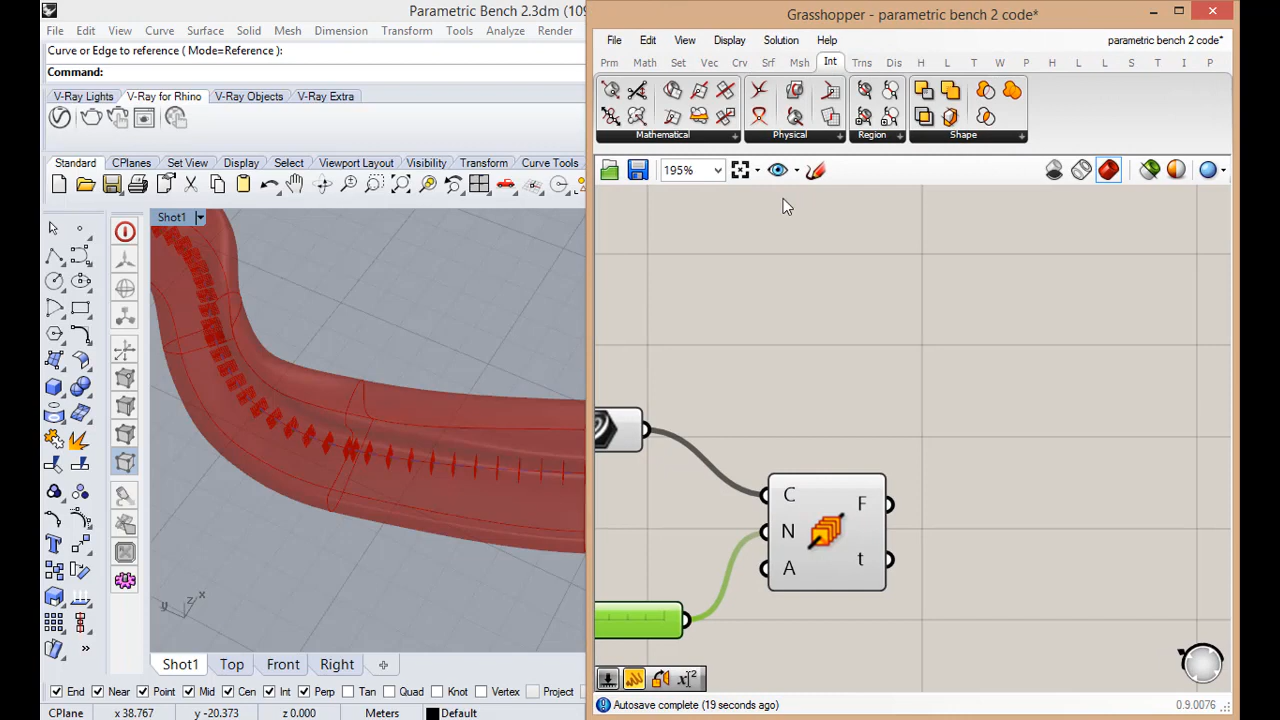 Parametric Bench 2.3dm (109
File Edit View Curve Surface Solid Mesh Dimension Transform Tools Analyze Render
Curve or Edge to reference ( Mode=Reference ):
Command:
V-Ray Lights V-Ray for Rhino V-Ray Objects V-Ray Extra
Standard CPlanes Set View Display Select Viewport Layout Visibility Transform Curve Tools
Shot1
y z x
Shot1 Top Front Right
End Near Point Mid Cen Int Perp Tan Quad Knot Vertex Project
CPlane x 38.767 y -20.373 z 0.000 Meters Default
Grasshopper - parametric bench 2 code*
File Edit View Display Solution Help parametric bench 2 code*
Prm Math Set Vec Crv Srf Msh Int Trns Dis H L T W P H L L S T I P
Mathematical Physical Region Shape
195%
C F
N
A t
x²
Autosave complete (19 seconds ago) 0.9.0076